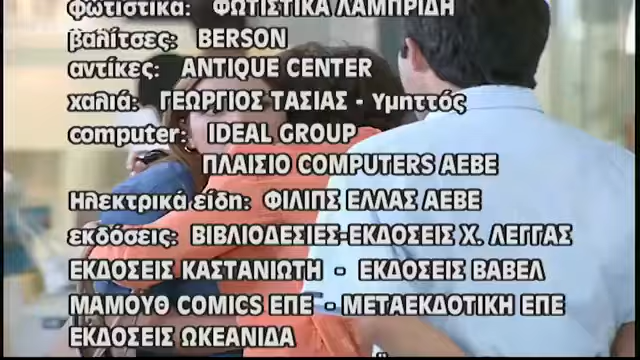 φωτιστικά: ΦΩΤΙΣΤΙΚΑ ΛΑΜΠΡΙΔΗ
βαλίτσες: BERSON
αντίκες: ANTIQUE CENTER
χαλιά: ΓΕΩΡΓΙΟΣ ΤΑΣΙΑΣ - Υμηττός
computer: IDEAL GROUP
ΠΛΑΙΣΙΟ COMPUTERS ΑΕΒΕ
Ηλεκτρικά είδη: ΦΙΛΙΠΣ ΕΛΛΑΣ ΑΕΒΕ
εκδόσεις: ΒΙΒΛΙΟΔΕΣΙΕΣ-ΕΚΔΟΣΕΙΣ Χ. ΛΕΓΓΑΣ
ΕΚΔΟΣΕΙΣ ΚΑΣΤΑΝΙΩΤΗ - ΕΚΔΟΣΕΙΣ ΒΑΒΕΛ
ΜΑΜΟΥΘ COMICS ΕΠΕ - ΜΕΤΑΕΚΔΟΤΙΚΗ ΕΠΕ
ΕΚΔΟΣΕΙΣ ΩΚΕΑΝΙΔΑ